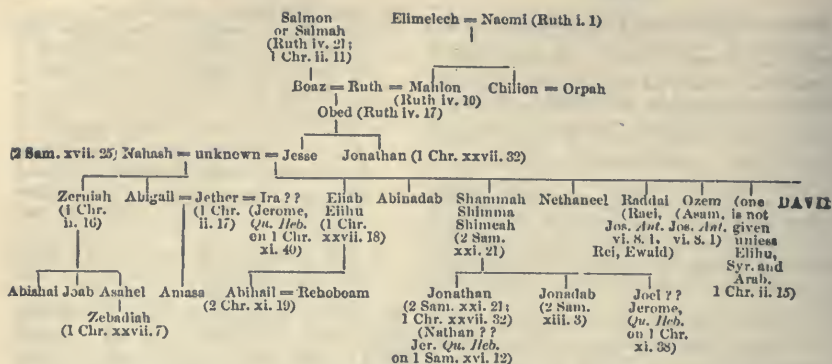 Salmon
or Salmah
(Ruth iv. 21;
1 Chr. ii. 11)
Elimelech = Naomi (Ruth i. 1)
Boaz = Ruth = Mahlon
(Ruth iv. 10)
Chilion = Orpah
Obed (Ruth iv. 17)
(2 Sam. xvii. 25) Nahash = unknown = Jesse
Jonathan (1 Chr. xxvii. 32)
Zeruiah
(1 Chr.
ii. 16)
Abigail = Jether = Ira ??
(1 Chr.
ii. 17)
(Jerome,
Qu. Heb.
on 1 Chr.
xi. 40)
Eliab
Elihu
(1 Chr.
xxvii. 18)
Abinadab
Shammah
Shimma
Shimeah
(2 Sam.
xxi. 21)
Nethaneel
Raddai
(Raei,
Jos. Ant.
vi. 8. 1,
Rei, Ewald)
Ozem
(Asam,
Jos. Ant.
vi. 8. 1)
(one
is not
given
unless
Elihu,
Syr. and
Arab.
1 Chr. ii. 15)
DAVID
Abishai Joab Asahel
Zebadiah
(1 Chr. xxvii. 7)
Amasa
Abihail = Rehoboam
(2 Chr. xi. 19)
Jonathan
(2 Sam. xxi. 21;
1 Chr. xxvii. 32)
(Nathan ??
Jer. Qu. Heb.
on 1 Sam. xvi. 12)
Jonadab
(2 Sam.
xiii. 3)
Joel ??
Jerome,
Qu. Heb.
on 1 Chr.
xi. 38)